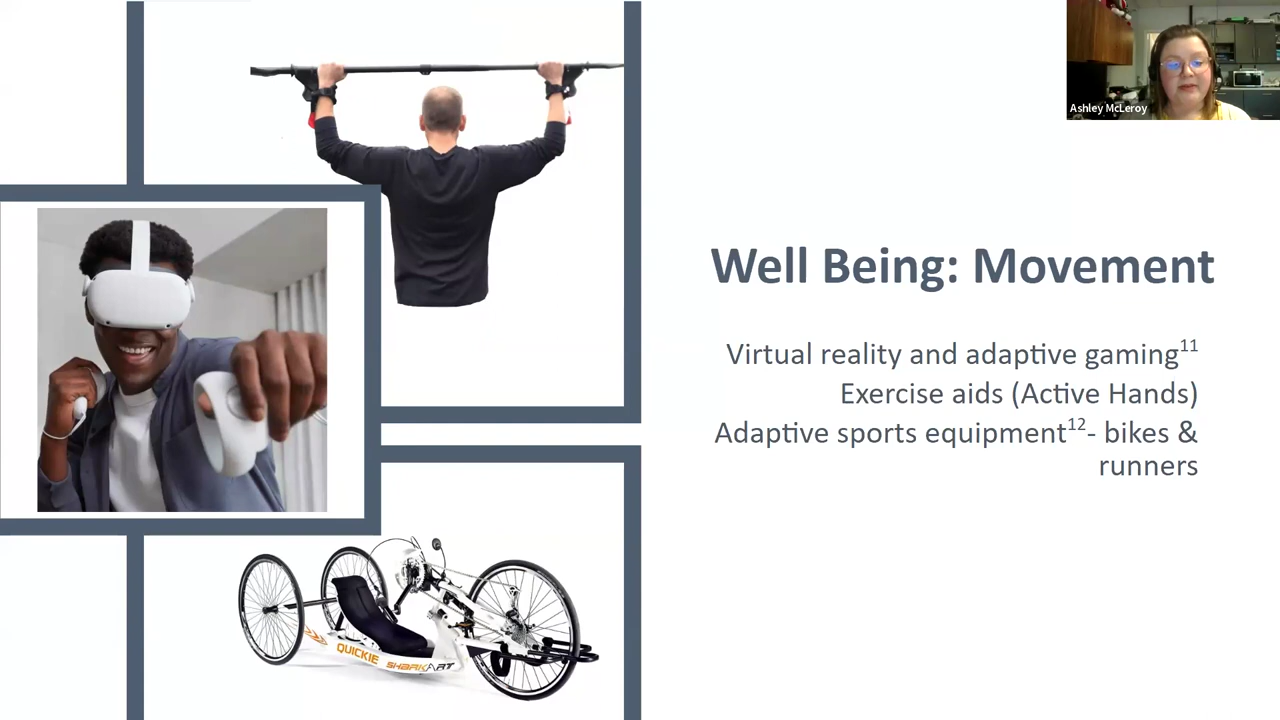 Ashley McLeroy
Well Being: Movement
Virtual reality and adaptive gaming11
Exercise aids (Active Hands)
Adaptive sports equipment12- bikes &
runners
QUICKIE SHARK RT